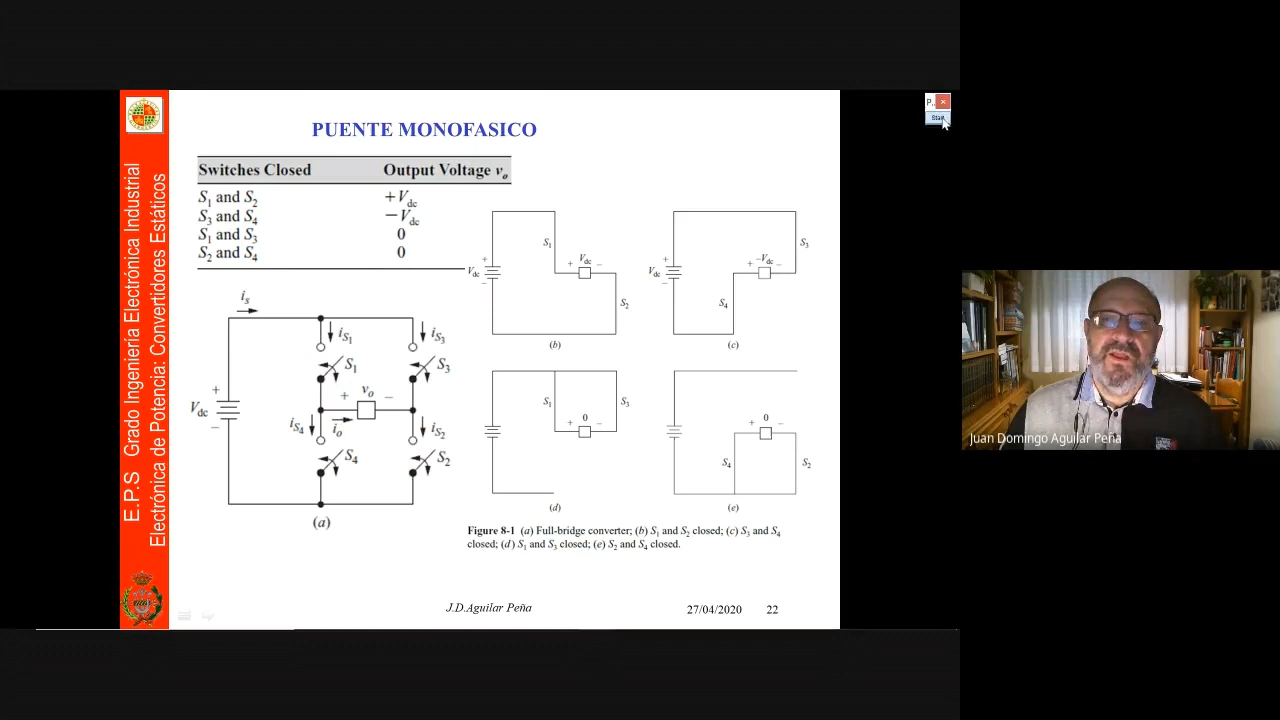 PUENTE MONOFASICO
Switches Closed Output Voltage vo
S1 and S2 +Vdc
S3 and S4 −Vdc
S1 and S3 0
S2 and S4 0
is
iS1 iS3
S1 S3
+ vo −
Vdc + −
iS4 io iS2
S4 S2
(a)
S1 + Vdc −
Vdc + −
S2
(b)
S3
+ −Vdc −
Vdc + −
S4
(c)
S1 S3
+ 0 −
(d)
+ 0 −
S4 S2
(e)
Figure 8-1 (a) Full-bridge converter; (b) S1 and S2 closed; (c) S3 and S4
closed; (d) S1 and S3 closed; (e) S2 and S4 closed.
J.D.Aguilar Peña 27/04/2020 22
E.P.S Grado Ingeniería Electrónica Industrial
Electrónica de Potencia: Convertidores Estáticos
P...
Start
Juan Domingo Aguilar Peña